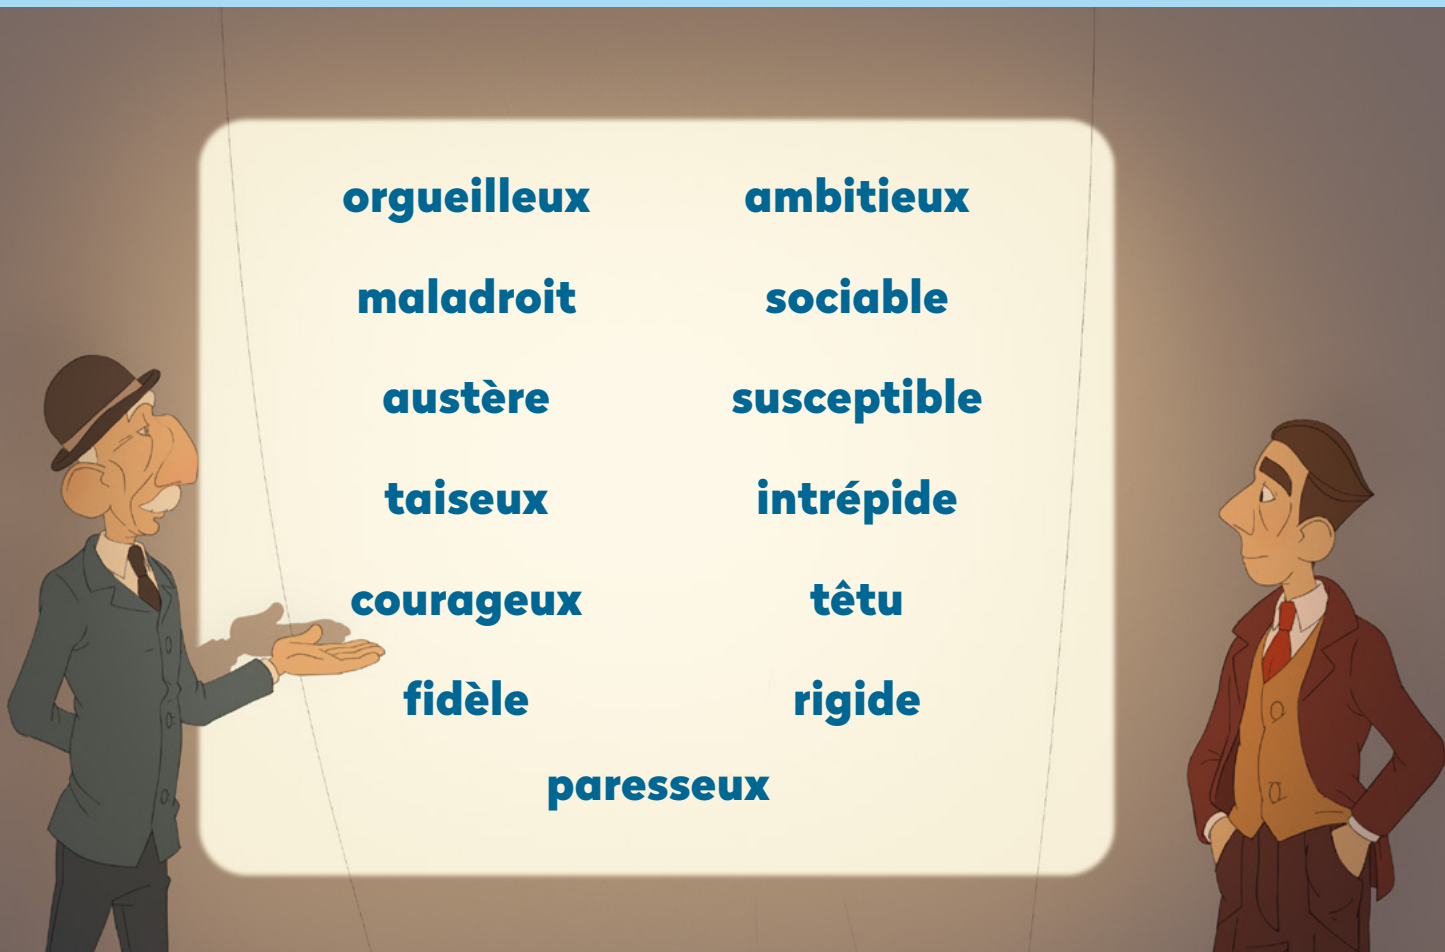 orgueilleux
ambitieux
maladroit
sociable
austère
susceptible
taiseux
intrépide
courageux
têtu
fidèle
rigide
paresseux